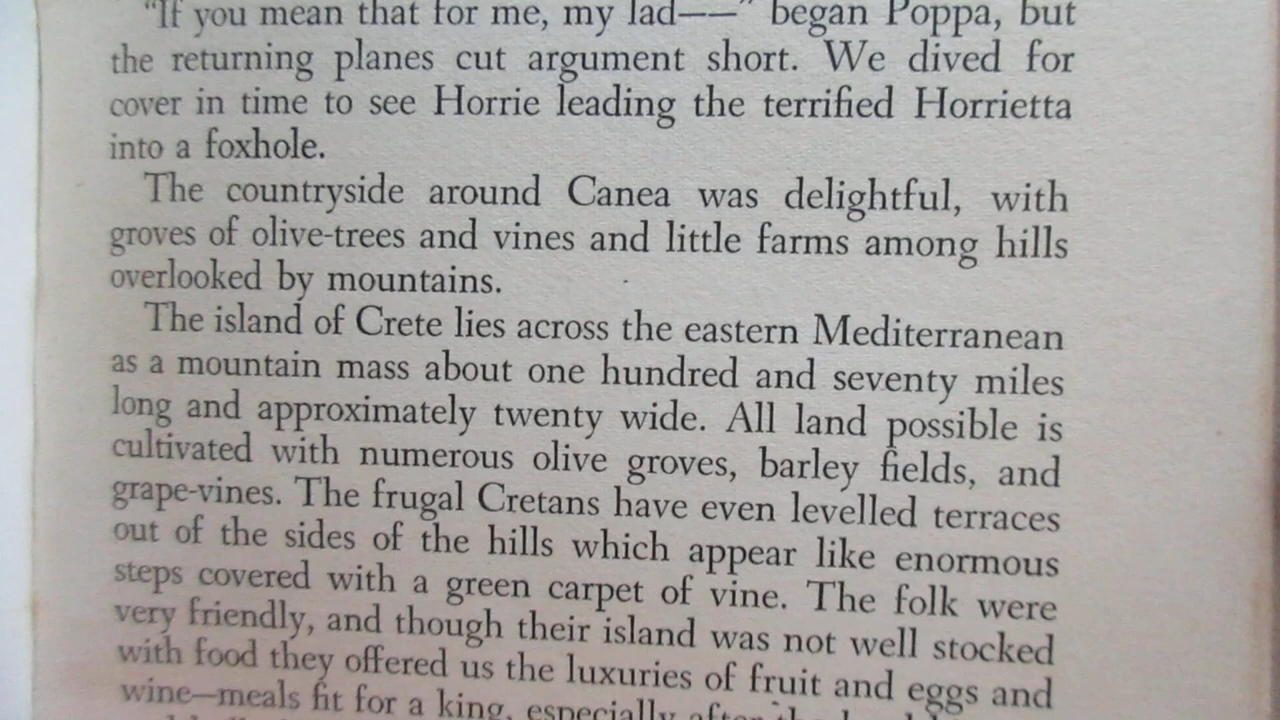 "If you mean that for me, my lad——" began Poppa, but
the returning planes cut argument short. We dived for
cover in time to see Horrie leading the terrified Horrietta
into a foxhole.
The countryside around Canea was delightful, with
groves of olive-trees and vines and little farms among hills
overlooked by mountains.
The island of Crete lies across the eastern Mediterranean
as a mountain mass about one hundred and seventy miles
long and approximately twenty wide. All land possible is
cultivated with numerous olive groves, barley fields, and
grape-vines. The frugal Cretans have even levelled terraces
out of the sides of the hills which appear like enormous
steps covered with a green carpet of vine. The folk were
very friendly, and though their island was not well stocked
with food they offered us the luxuries of fruit and eggs and
wine—meals fit for a king, especially after the